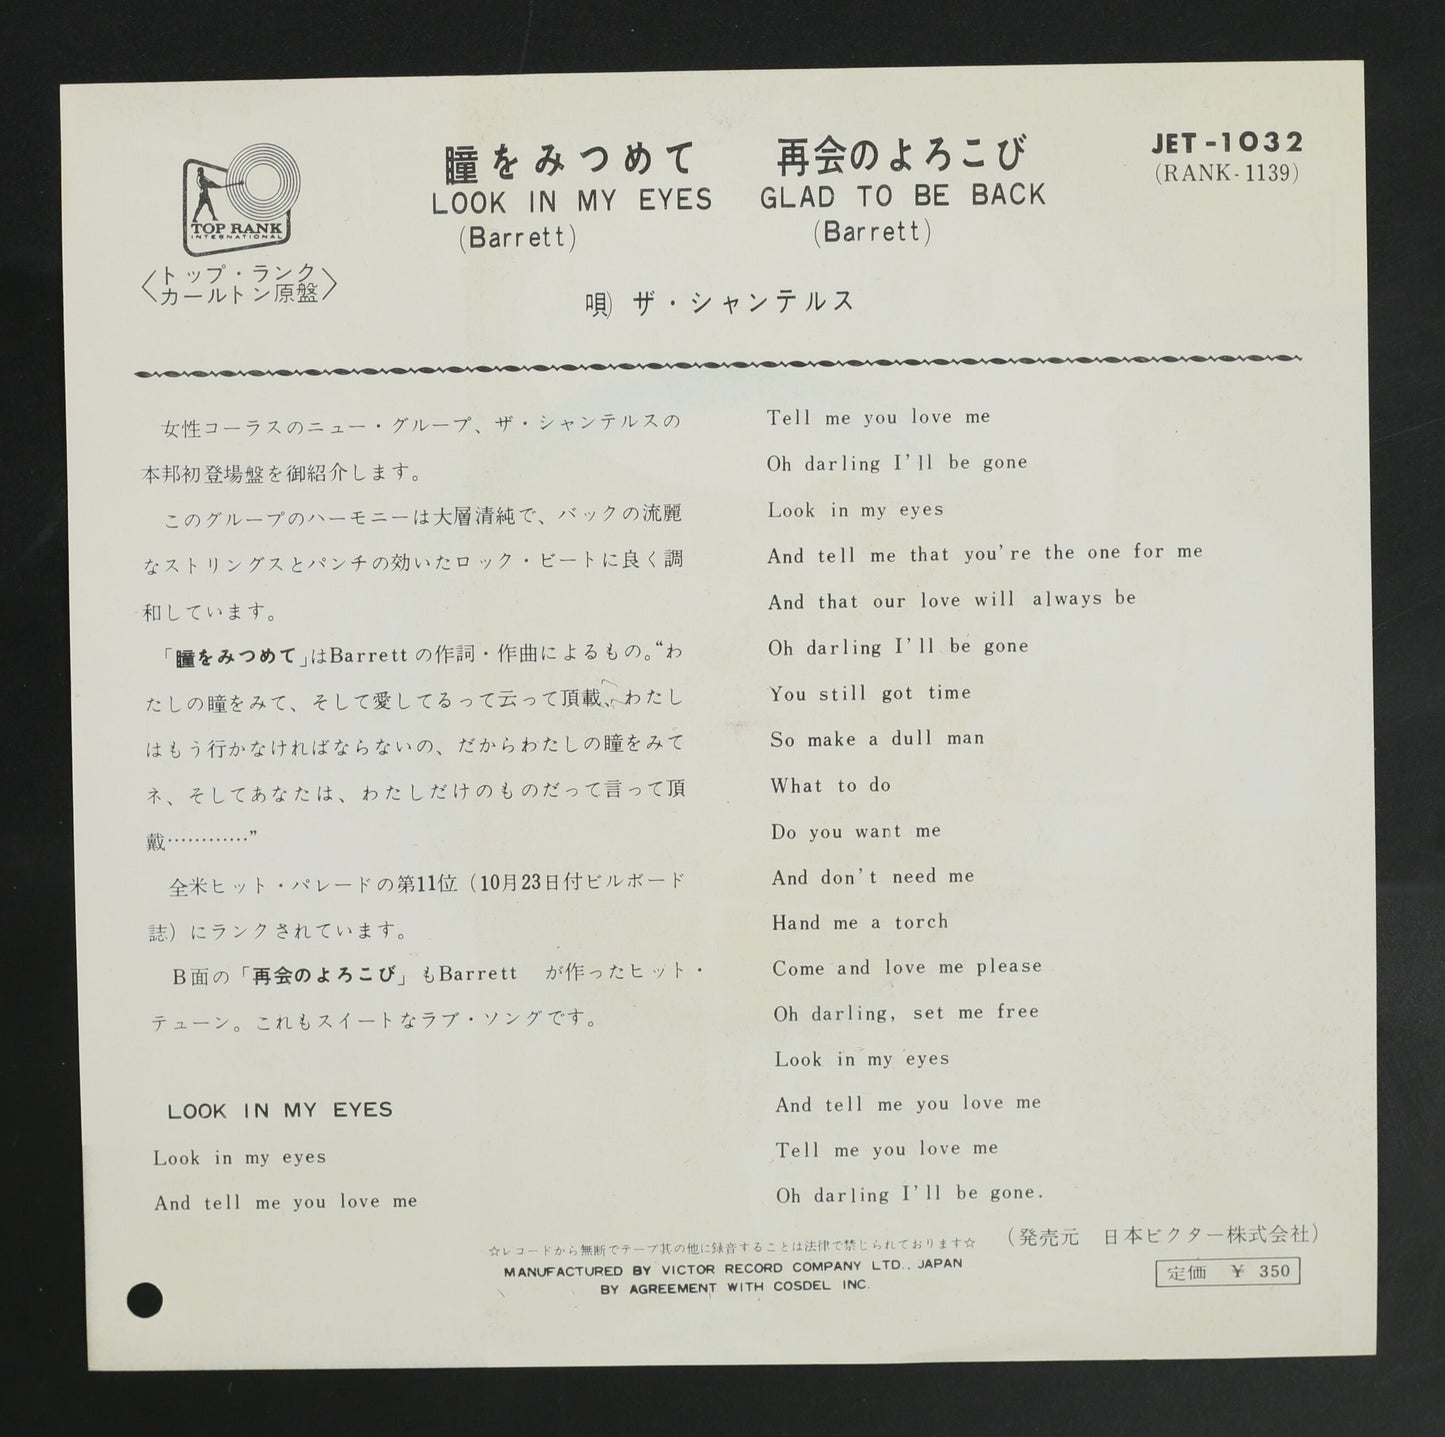 TOP RANK
INTERNATIONAL
〈トップ・ランク
カールトン原盤〉
瞳をみつめて
LOOK IN MY EYES
(Barrett)
再会のよろこび
GLAD TO BE BACK
(Barrett)
唄)ザ・シャンテルス
JET-1032
(RANK-1139)
女性コーラスのニュー・グループ、ザ・シャンテルスの
本邦初登場盤を御紹介します。
このグループのハーモニーは大層清純で、バックの流麗
なストリングスとパンチの効いたロック・ビートに良く調
和しています。
「瞳をみつめて」はBarrettの作詞・作曲によるもの。“わ
たしの瞳をみて、そして愛してるって云って頂載、わたし
はもう行かなければならないの、だからわたしの瞳をみて
ネ、そしてあなたは、わたしだけのものだって言って頂
戴…………”
全米ヒット・パレードの第11位(10月23日付ビルボード
誌)にランクされています。
B面の「再会のよろこび」もBarrett が作ったヒット・
テューン。これもスイートなラブ・ソングです。
LOOK IN MY EYES
Look in my eyes
And tell me you love me
Tell me you love me
Oh darling I'll be gone
Look in my eyes
And tell me that you're the one for me
And that our love will always be
Oh darling I'll be gone
You still got time
So make a dull man
What to do
Do you want me
And don't need me
Hand me a torch
Come and love me please
Oh darling, set me free
Look in my eyes
And tell me you love me
Tell me you love me
Oh darling I'll be gone.
(発売元 日本ビクター株式会社)
☆レコードから無断でテープ其の他に録音することは法律で禁じられております☆
MANUFACTURED BY VICTOR RECORD COMPANY LTD., JAPAN
BY AGREEMENT WITH COSDEL INC.
定価 ¥ 350